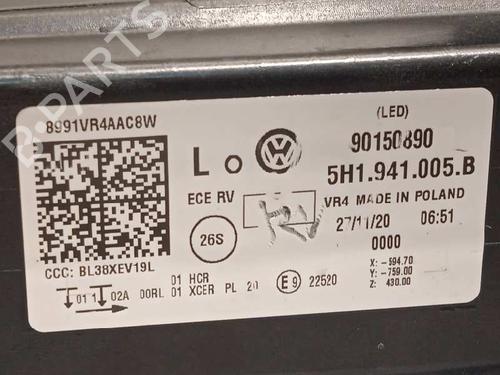 B-PARTS
8991VR4AAC8W
(LED)
L o
90150890
5H1.941.005.B
ECE RV
VR4 MADE IN POLAND
27/11/20 06:51
26S
0000
CCC: BL38XEV19L
X: -594.70
Y: -759.00
Z: 430.00
01 HCR
01 1 02A 00RL 01 XCER PL 20 E9 22520